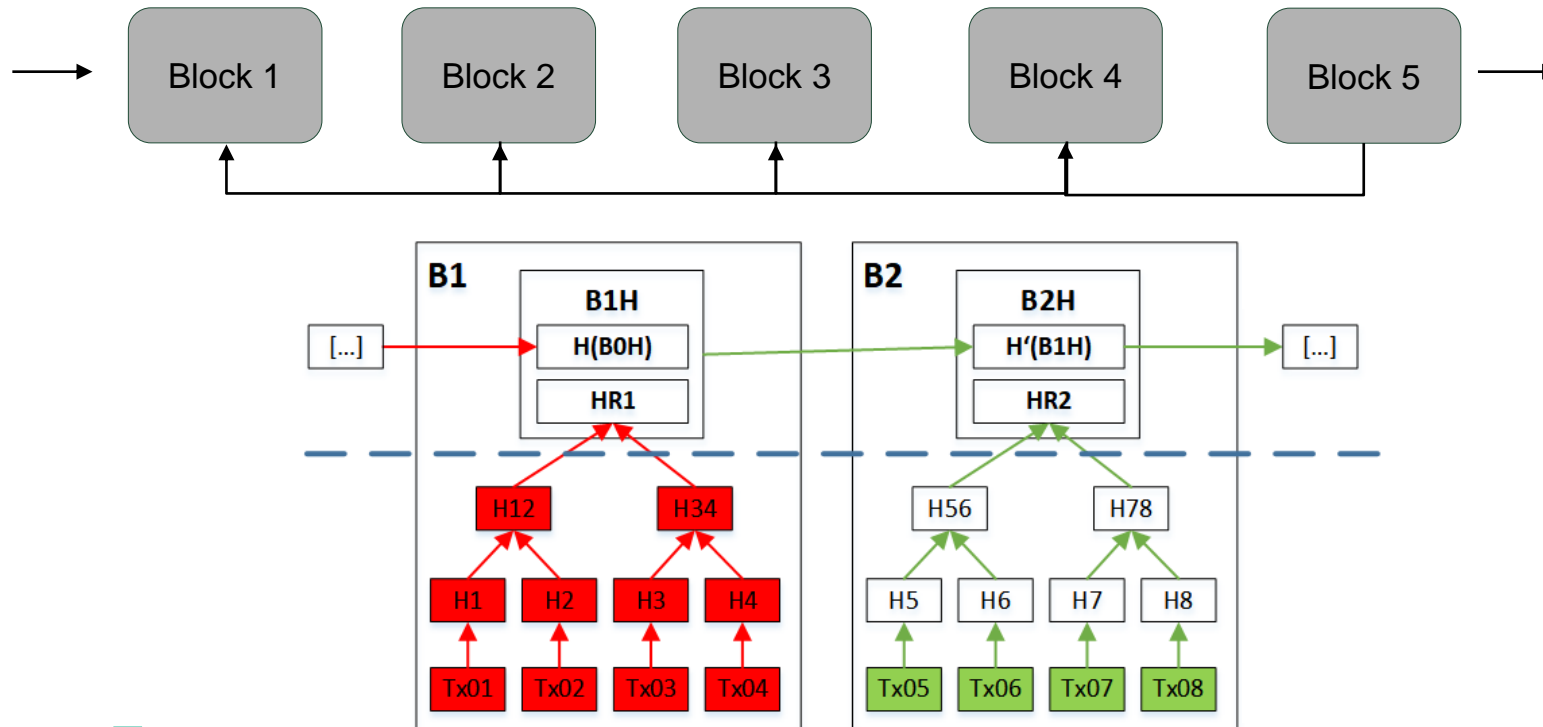 Block 1 Block 2 Block 3 Block 4 Block 5
B1 B2
B1H B2H
[...] H(B0H) H‘(B1H) [...]
HR1 HR2
H12 H34 H56 H78
H1 H2 H3 H4 H5 H6 H7 H8
Tx01 Tx02 Tx03 Tx04 Tx05 Tx06 Tx07 Tx08